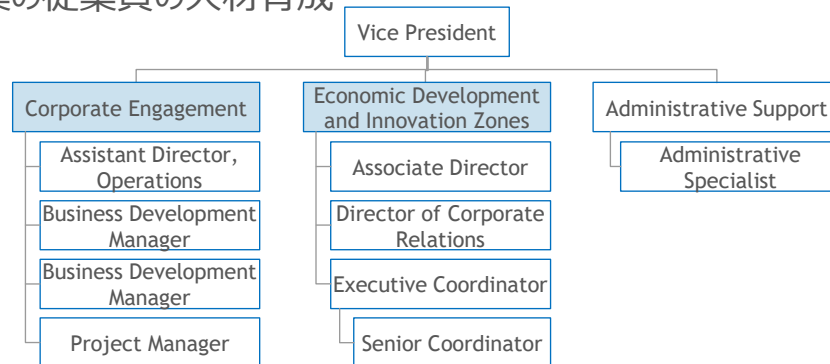 の従業員の人材育成
Vice President
Corporate Engagement
Assistant Director,
Operations
Business Development
Manager
Business Development
Manager
Project Manager
Economic Development
and Innovation Zones
Associate Director
Director of Corporate
Relations
Executive Coordinator
Senior Coordinator
Administrative Support
Administrative
Specialist